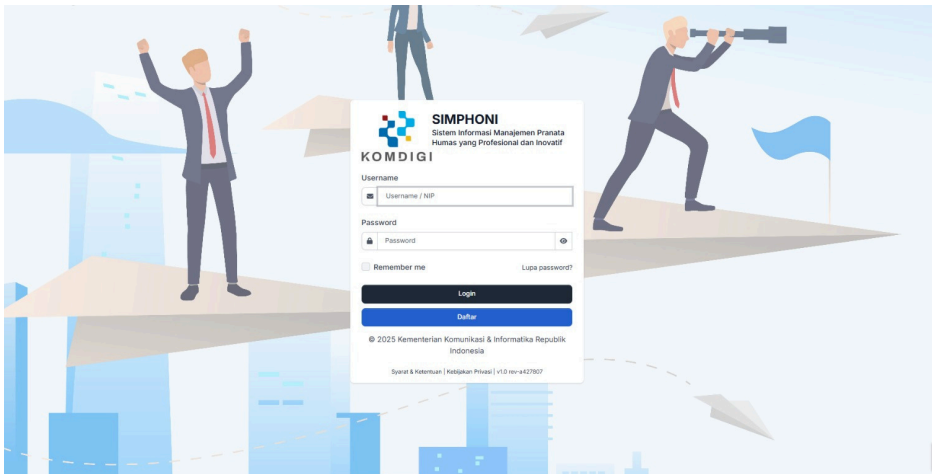 SIMPHONI
Sistem Informasi Manajemen Pranata
Humas yang Profesional dan Inovatif
KOMDIGI
Username
Username / NIP
Password
Password
Remember me Lupa password?
Login
Daftar
© 2025 Kementerian Komunikasi & Informatika Republik
Indonesia
Syarat & Ketentuan | Kebijakan Privasi | v1.0 rev-a427807